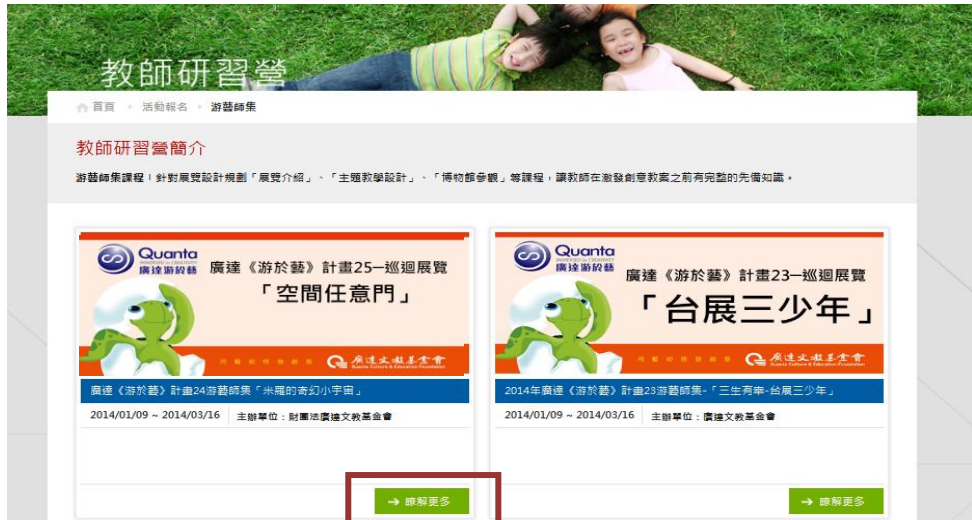 教師研習營
首頁 › 活動報名 › 游藝師集
教師研習營簡介
游藝師集課程!針對展覽設計規劃「展覽介紹」、「主題教學設計」、「博物館參觀」等課程,讓教師在激發創意教案之前有完整的先備知識。
Quanta
廣達游於藝
廣達《游於藝》計畫25—巡迴展覽
「空間任意門」
廣達文教基金會
Quanta Culture & Education Foundation
廣達《游於藝》計畫24游藝師集「米羅的奇幻小宇宙」
2014/01/09 ~ 2014/03/16 主辦單位:財團法廣達文教基金會
→ 瞭解更多
Quanta
廣達游於藝
廣達《游於藝》計畫23—巡迴展覽
「台展三少年」
廣達文教基金會
Quanta Culture & Education Foundation
2014年廣達《游於藝》計畫23游藝師集-「三生有幸-台展三少年」
2014/01/09 ~ 2014/03/16 主辦單位:廣達文教基金會
→ 瞭解更多